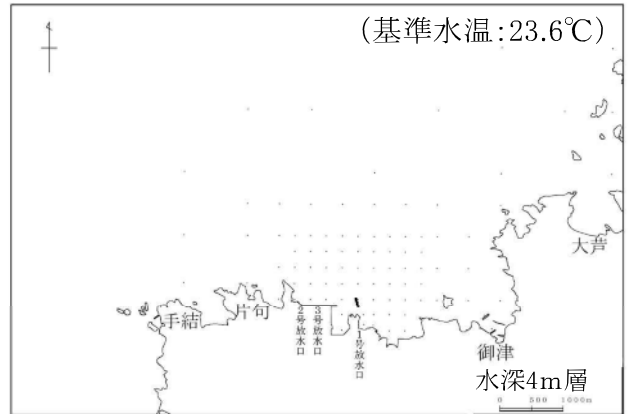 (基準水温:23.6℃)
大芦
手結
片句
2号放水口
3号放水口
1号放水口
御津
水深4m層
0 500 1000m